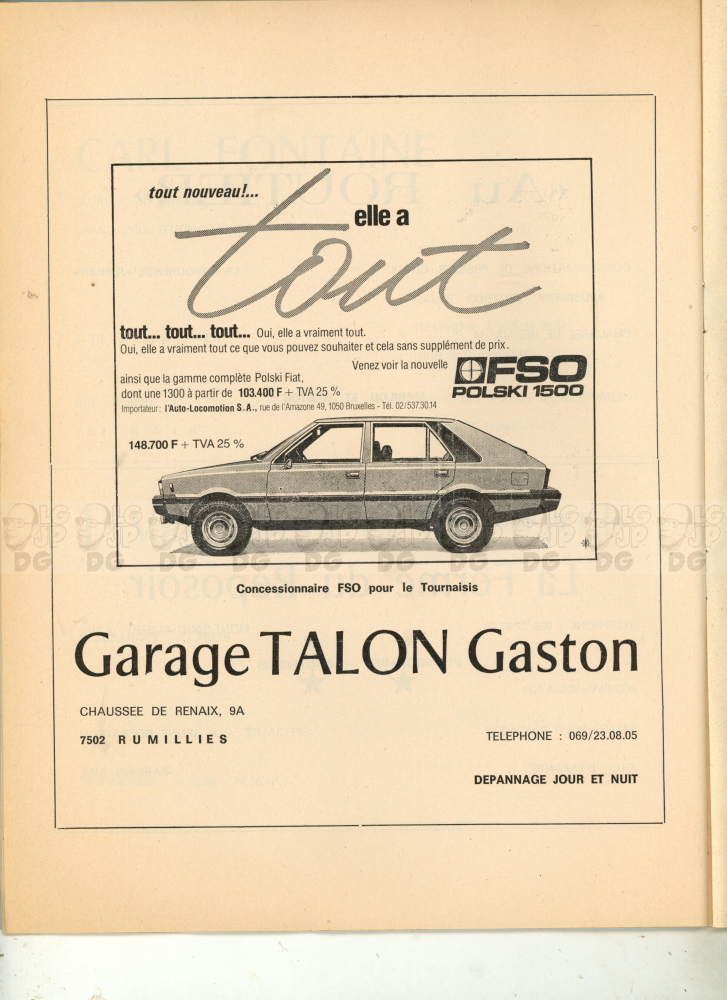 tout nouveau!...
elle a
tout
tout... tout... tout... Oui, elle a vraiment tout.
Oui, elle a vraiment tout ce que vous pouvez souhaiter et cela sans supplément de prix.
Venez voir la nouvelle FSO
POLSKI 1500
ainsi que la gamme complète Polski Fiat,
dont une 1300 à partir de 103.400 F + TVA 25 %
Importateur: l'Auto-Locomotion S.A., rue de l'Amazone 49, 1050 Bruxelles - Tél. 02/537.30.14
148.700 F + TVA 25 %
Concessionnaire FSO pour le Tournaisis
Garage TALON Gaston
CHAUSSEE DE RENAIX, 9A
7502 RUMILLIES
TELEPHONE : 069/23.08.05
DEPANNAGE JOUR ET NUIT